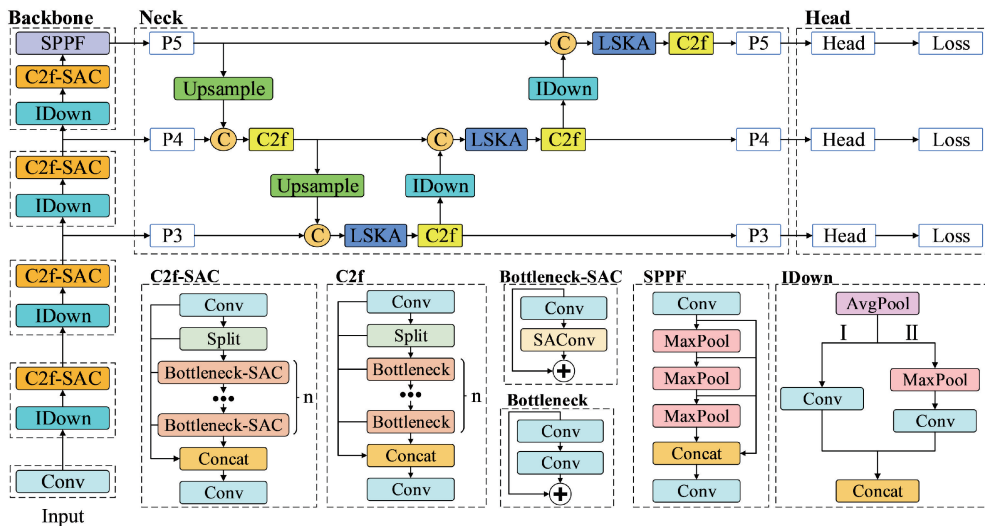 Backbone
Neck
Head
SPPF
P5
C
LSKA
C2f
P5
Head
Loss
C2f-SAC
Upsample
IDown
IDown
P4
C
C2f
C
LSKA
C2f
P4
Head
Loss
C2f-SAC
Upsample
IDown
IDown
P3
C
LSKA
C2f
P3
Head
Loss
C2f-SAC
IDown
C2f-SAC
IDown
Conv
Input
C2f-SAC
Conv
Split
Bottleneck-SAC
n
Bottleneck-SAC
Concat
Conv
C2f
Conv
Split
Bottleneck
n
Bottleneck
Concat
Conv
Bottleneck-SAC
Conv
SAConv
Bottleneck
Conv
Conv
SPPF
Conv
MaxPool
MaxPool
MaxPool
Concat
Conv
IDown
AvgPool
I
II
Conv
MaxPool
Conv
Concat